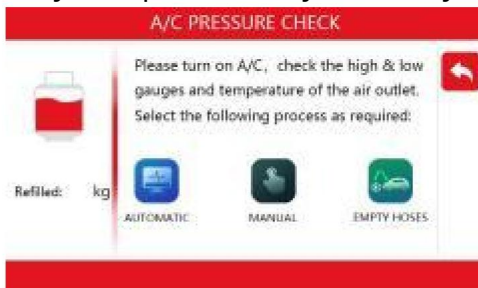 A/C PRESSURE CHECK
Please turn on A/C, check the high & low
gauges and temperature of the air outlet.
Select the following process as required:
Refilled: kg
AUTOMATIC MANUAL EMPTY HOSES